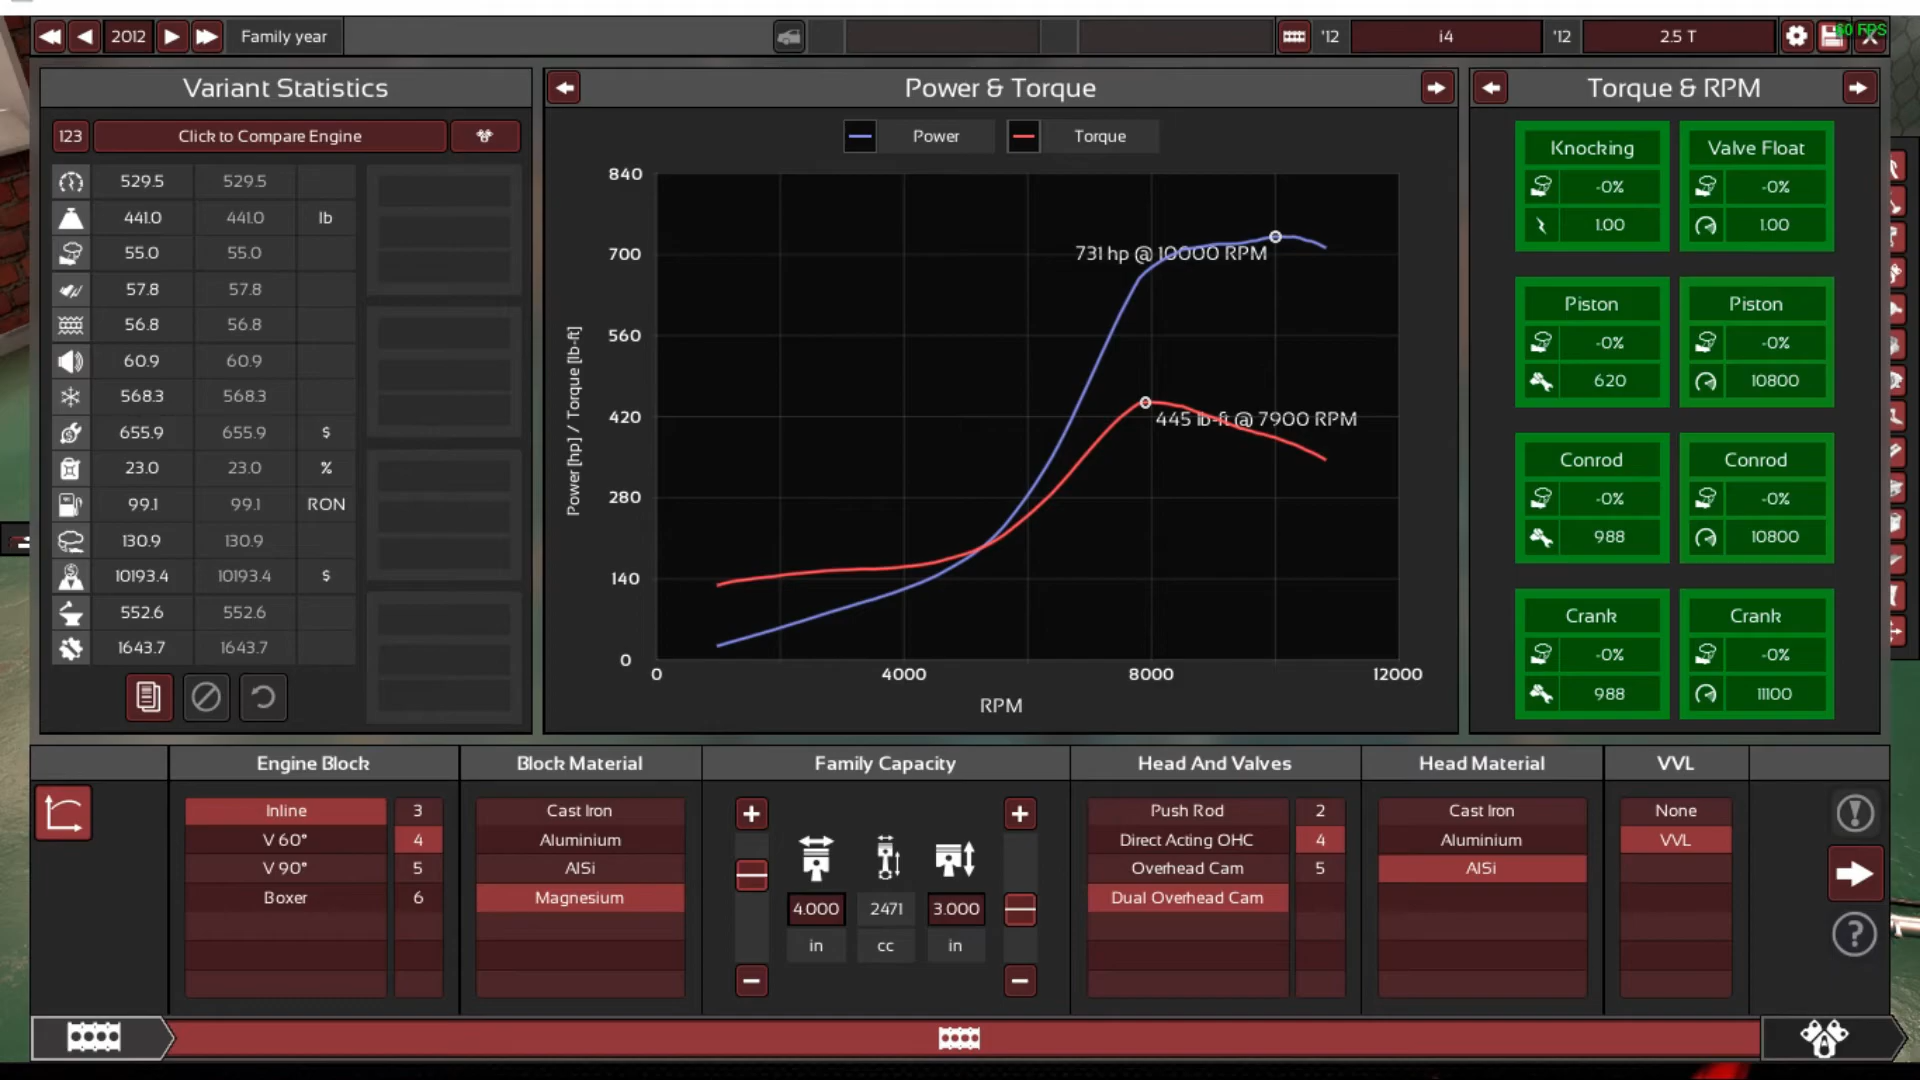 2012
Family year
'12
i4
'12
2.5 T
60 FPS
Variant Statistics
123
Click to Compare Engine
529.5 529.5
441.0 441.0 lb
55.0 55.0
57.8 57.8
56.8 56.8
60.9 60.9
568.3 568.3
655.9 655.9 $
23.0 23.0 %
99.1 99.1 RON
130.9 130.9
10193.4 10193.4 $
552.6 552.6
1643.7 1643.7
Power & Torque
Power
Torque
840
700
560
420
280
140
0
Power [hp] / Torque [lb-ft]
731 hp @ 10000 RPM
445 lb-ft @ 7900 RPM
0 4000 8000 12000
RPM
Torque & RPM
Knocking
-0%
1.00
Valve Float
-0%
1.00
Piston
-0%
620
Piston
-0%
10800
Conrod
-0%
988
Conrod
-0%
10800
Crank
-0%
988
Crank
-0%
11100
Engine Block
Inline 3
V 60° 4
V 90° 5
Boxer 6
Block Material
Cast Iron
Aluminium
AlSi
Magnesium
Family Capacity
4.000 2471 3.000
in cc in
Head And Valves
Push Rod 2
Direct Acting OHC 4
Overhead Cam 5
Dual Overhead Cam
Head Material
Cast Iron
Aluminium
AlSi
VVL
None
VVL